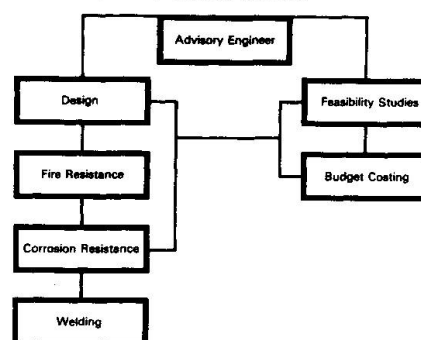 Advisory Engineer
Design
Feasibility Studies
Fire Resistance
Budget Costing
Corrosion Resistance
Welding